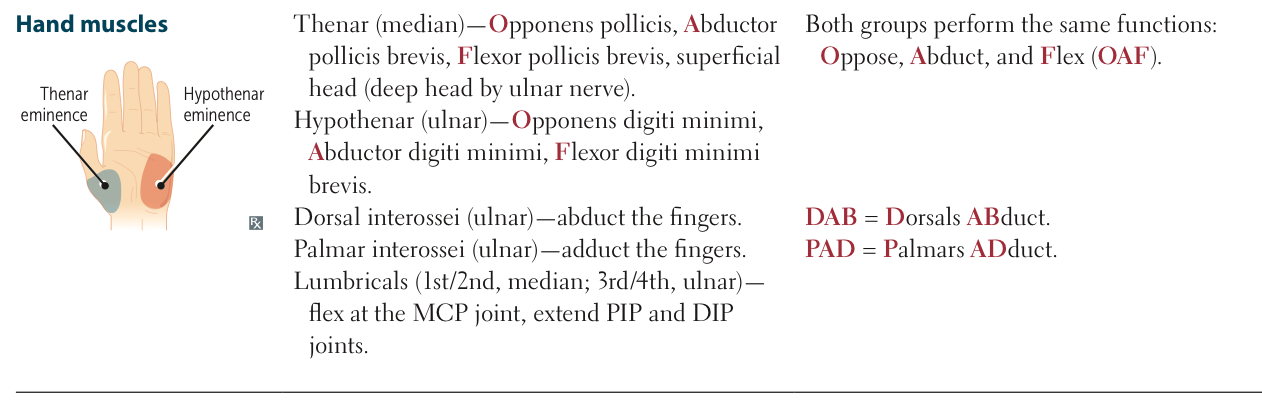 Hand muscles
Thenar
eminence
Hypothenar
eminence
Rx
Thenar (median)—Opponens pollicis, Abductor
pollicis brevis, Flexor pollicis brevis, superficial
head (deep head by ulnar nerve).
Hypothenar (ulnar)—Opponens digiti minimi,
Abductor digiti minimi, Flexor digiti minimi
brevis.
Dorsal interossei (ulnar)—abduct the fingers.
Palmar interossei (ulnar)—adduct the fingers.
Lumbricals (1st/2nd, median; 3rd/4th, ulnar)—
flex at the MCP joint, extend PIP and DIP
joints.
Both groups perform the same functions:
Oppose, Abduct, and Flex (OAF).
DAB = Dorsals ABduct.
PAD = Palmars ADduct.